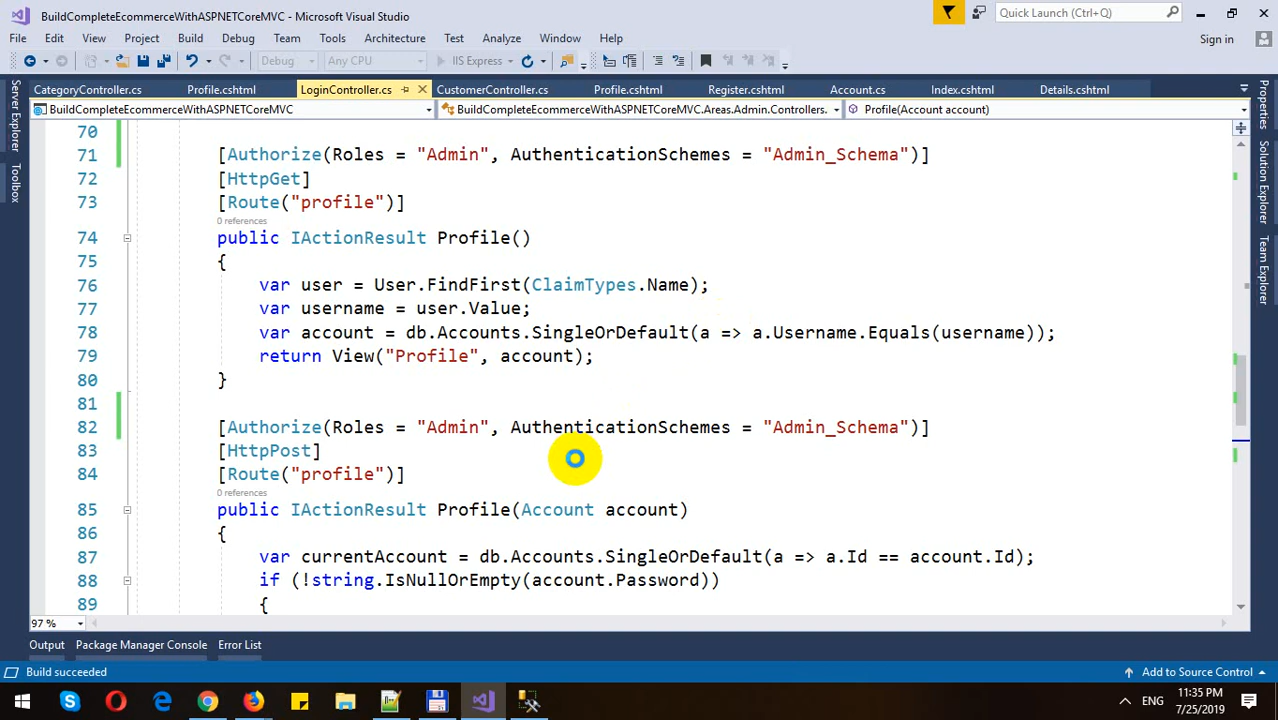 BuildCompleteEcommerceWithASPNETCoreMVC - Microsoft Visual Studio
Quick Launch (Ctrl+Q)
File Edit View Project Build Debug Team Tools Architecture Test Analyze Window Help
Sign in
Debug Any CPU IIS Express
CategoryController.cs Profile.cshtml LoginController.cs CustomerController.cs Profile.cshtml Register.cshtml Account.cs Index.cshtml Details.cshtml
BuildCompleteEcommerceWithASPNETCoreMVC BuildCompleteEcommerceWithASPNETCoreMVC.Areas.Admin.Controllers. Profile(Account account)
Server Explorer
Toolbox
Properties
Solution Explorer
Team Explorer
70
71 [Authorize(Roles = "Admin", AuthenticationSchemes = "Admin_Schema")]
72 [HttpGet]
73 [Route("profile")]
0 references
74 public IActionResult Profile()
75 {
76 var user = User.FindFirst(ClaimTypes.Name);
77 var username = user.Value;
78 var account = db.Accounts.SingleOrDefault(a => a.Username.Equals(username));
79 return View("Profile", account);
80 }
81
82 [Authorize(Roles = "Admin", AuthenticationSchemes = "Admin_Schema")]
83 [HttpPost]
84 [Route("profile")]
0 references
85 public IActionResult Profile(Account account)
86 {
87 var currentAccount = db.Accounts.SingleOrDefault(a => a.Id == account.Id);
88 if (!string.IsNullOrEmpty(account.Password))
89 {
97 %
Output Package Manager Console Error List
Build succeeded
Add to Source Control
ENG
11:35 PM
7/25/2019